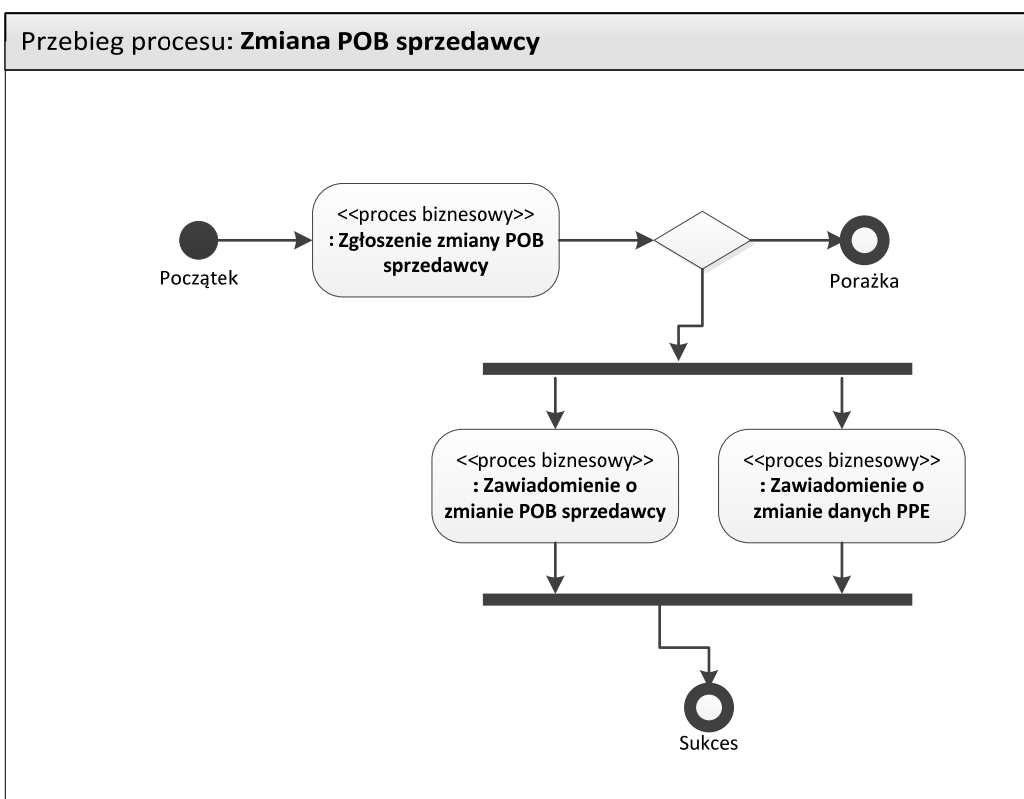 Przebieg procesu: Zmiana POB sprzedawcy
<<proces biznesowy>>
: Zgłoszenie zmiany POB
sprzedawcy
Początek
Porażka
<<proces biznesowy>>
: Zawiadomienie o
zmianie POB sprzedawcy
<<proces biznesowy>>
: Zawiadomienie o
zmianie danych PPE
Sukces